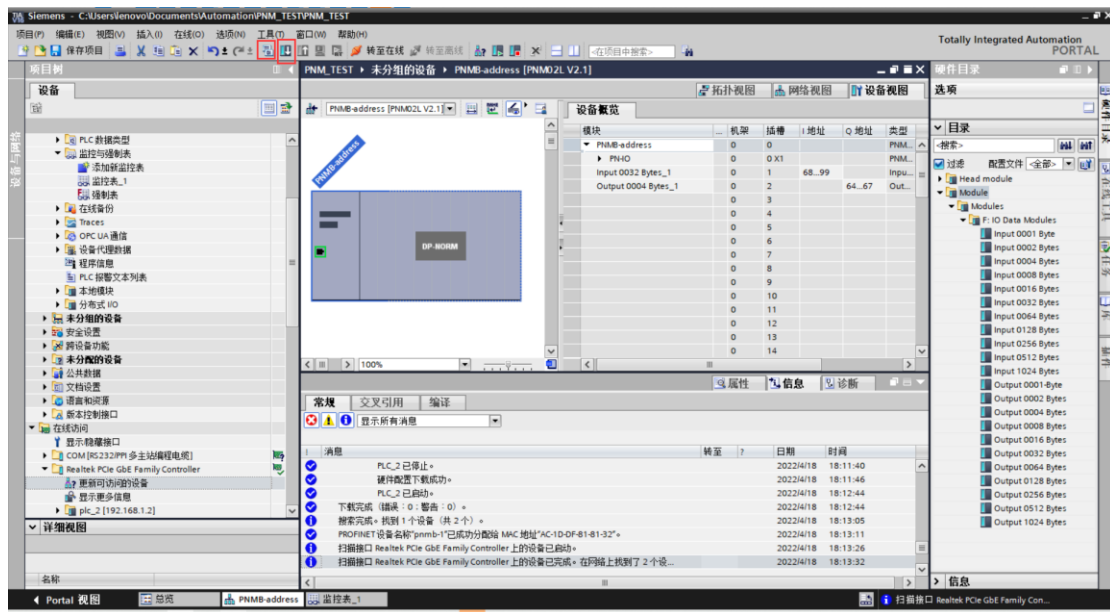 Siemens - C:\Users\lenovo\Documents\Automation\PNM_TEST\PNM_TEST
项目(P) 编辑(E) 视图(V) 插入(I) 在线(O) 选项(N) 工具(T) 窗口(W) 帮助(H)
Totally Integrated Automation
PORTAL
保存项目 转至在线 转至离线 <在项目中搜索>
项目树
设备
PLC 数据类型
监控与强制表
添加新监控表
监控表_1
强制表
在线备份
Traces
OPC UA 通信
设备代理数据
程序信息
PLC 报警文本列表
本地模块
分布式 I/O
未分组的设备
安全设置
跨设备功能
未分配的设备
公共数据
文档设置
语言和资源
版本控制接口
在线访问
显示/隐藏接口
COM [RS232/PPI 多主站编程电缆]
Realtek PCIe GbE Family Controller
更新可访问的设备
显示更多信息
plc_2 [192.168.1.2]
详细视图
名称
PNM_TEST ▸ 未分组的设备 ▸ PNMB-address [PNM02L V2.1]
拓扑视图 网络视图 设备视图
PNMB-address [PNM02L V2.1]
PNMB-address
DP-NORM
100%
设备概览
模块 ... 机架 插槽 I 地址 Q 地址 类型
PNMB-address 0 0 PNM...
PN-IO 0 0 X1 PNM...
Input 0032 Bytes_1 0 1 68...99 Inpu...
Output 0004 Bytes_1 0 2 64...67 Out...
0 3
0 4
0 5
0 6
0 7
0 8
0 9
0 10
0 11
0 12
0 13
0 14
属性 信息 诊断
常规 交叉引用 编译
显示所有消息
! 消息 转至 ? 日期 时间
PLC_2 已停止。 2022/4/18 18:11:40
硬件配置下载成功。 2022/4/18 18:11:46
PLC_2 已启动。 2022/4/18 18:12:44
下载完成（错误：0；警告：0）。 2022/4/18 18:12:44
搜索完成。找到 1 个设备（共 2 个）。 2022/4/18 18:13:05
PROFINET 设备名称"pnmb-1"已成功分配给 MAC 地址"AC-1D-DF-81-81-32"。 2022/4/18 18:13:11
扫描接口 Realtek PCIe GbE Family Controller 上的设备已启动。 2022/4/18 18:13:26
扫描接口 Realtek PCIe GbE Family Controller 上的设备已完成。在网络上找到了 2 个设... 2022/4/18 18:13:32
硬件目录
选项
目录
<搜索>
过滤 配置文件 <全部>
Head module
Module
Modules
F: IO Data Modules
Input 0001 Byte
Input 0002 Bytes
Input 0004 Bytes
Input 0008 Bytes
Input 0016 Bytes
Input 0032 Bytes
Input 0064 Bytes
Input 0128 Bytes
Input 0256 Bytes
Input 0512 Bytes
Input 1024 Bytes
Output 0001-Byte
Output 0002 Bytes
Output 0004 Bytes
Output 0008 Bytes
Output 0016 Bytes
Output 0032 Bytes
Output 0064 Bytes
Output 0128 Bytes
Output 0256 Bytes
Output 0512 Bytes
Output 1024 Bytes
信息
Portal 视图 总览 PNMB-address 监控表_1 扫描接口 Realtek PCIe GbE Family Con...